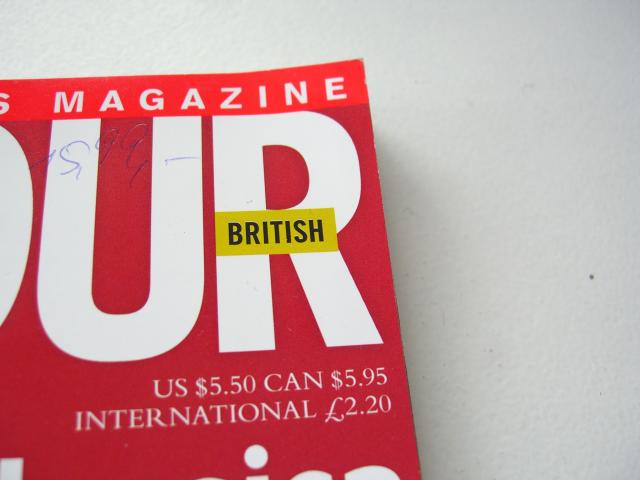 S MAGAZINE
OUR
BRITISH
US $5.50 CAN $5.95
INTERNATIONAL £2.20